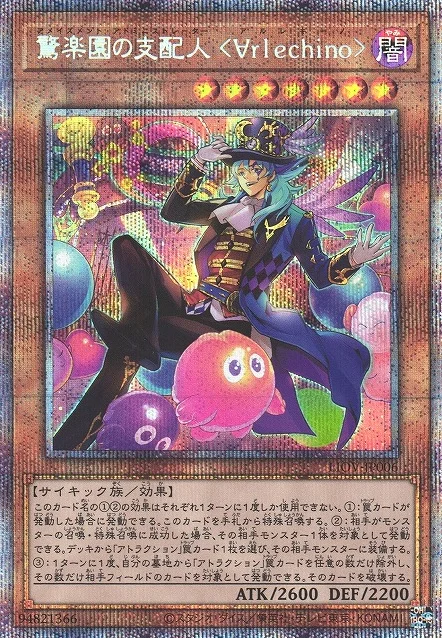 驚楽園の支配人 <∀rlechino>
闇
LIOV-JP006
【サイキック族/効果】
このカード名の①②の効果はそれぞれ1ターンに1度しか使用できない。①:罠カードが
発動した場合に発動できる。このカードを手札から特殊召喚する。②:相手がモンス
ターの召喚・特殊召喚に成功した場合、その相手モンスター1体を対象として発動で
きる。デッキから「アトラクション」罠カード1枚を選び、その相手モンスターに装備する。
③:1ターンに1度、自分の墓地から「アトラクション」罠カードを任意の数だけ除外し、
その数だけ相手フィールドのカードを対象として発動できる。そのカードを破壊する。
ATK/2600 DEF/2200